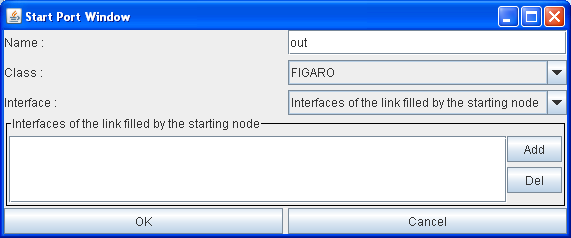 Start Port Window
Name :
out
Class :
FIGARO
Interface :
Interfaces of the link filled by the starting node
Interfaces of the link filled by the starting node
Add
Del
OK
Cancel